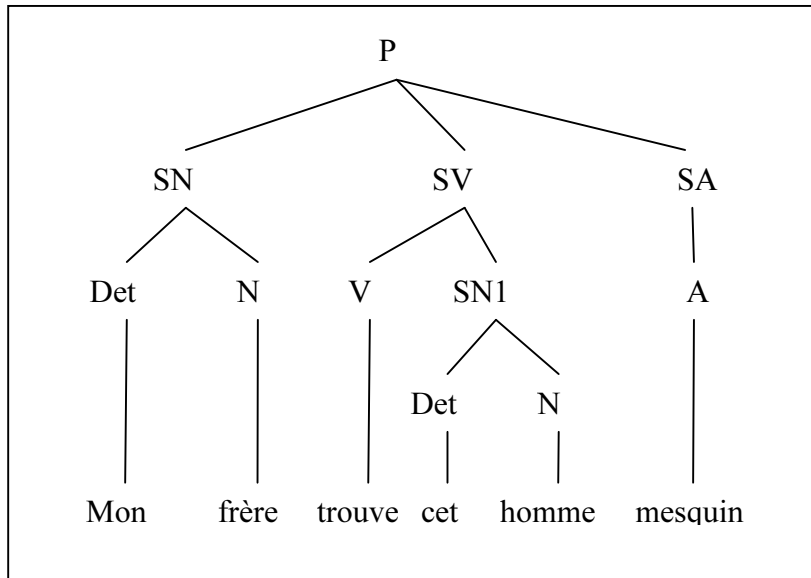 P
SN SV SA
Det N V SN1 A
Det N
Mon frère trouve cet homme mesquin